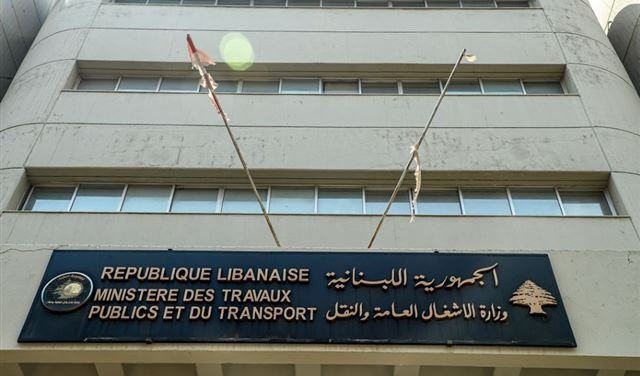 REPUBLIQUE LIBANAISE
MINISTERE DES TRAVAUX
PUBLICS ET DU TRANSPORT
الجمهورية اللبنانية
وزارة الاشغال العامة والنقل